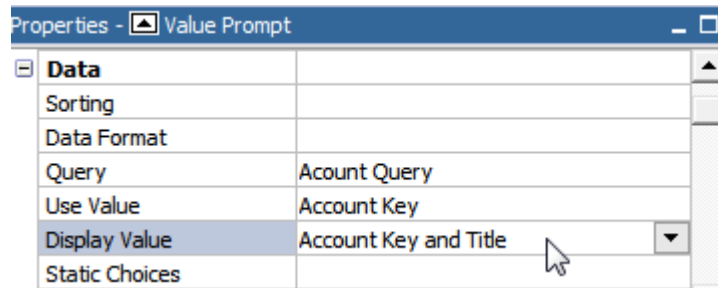 Properties - Value Prompt
Data
Sorting
Data Format
Query Acount Query
Use Value Account Key
Display Value Account Key and Title
Static Choices